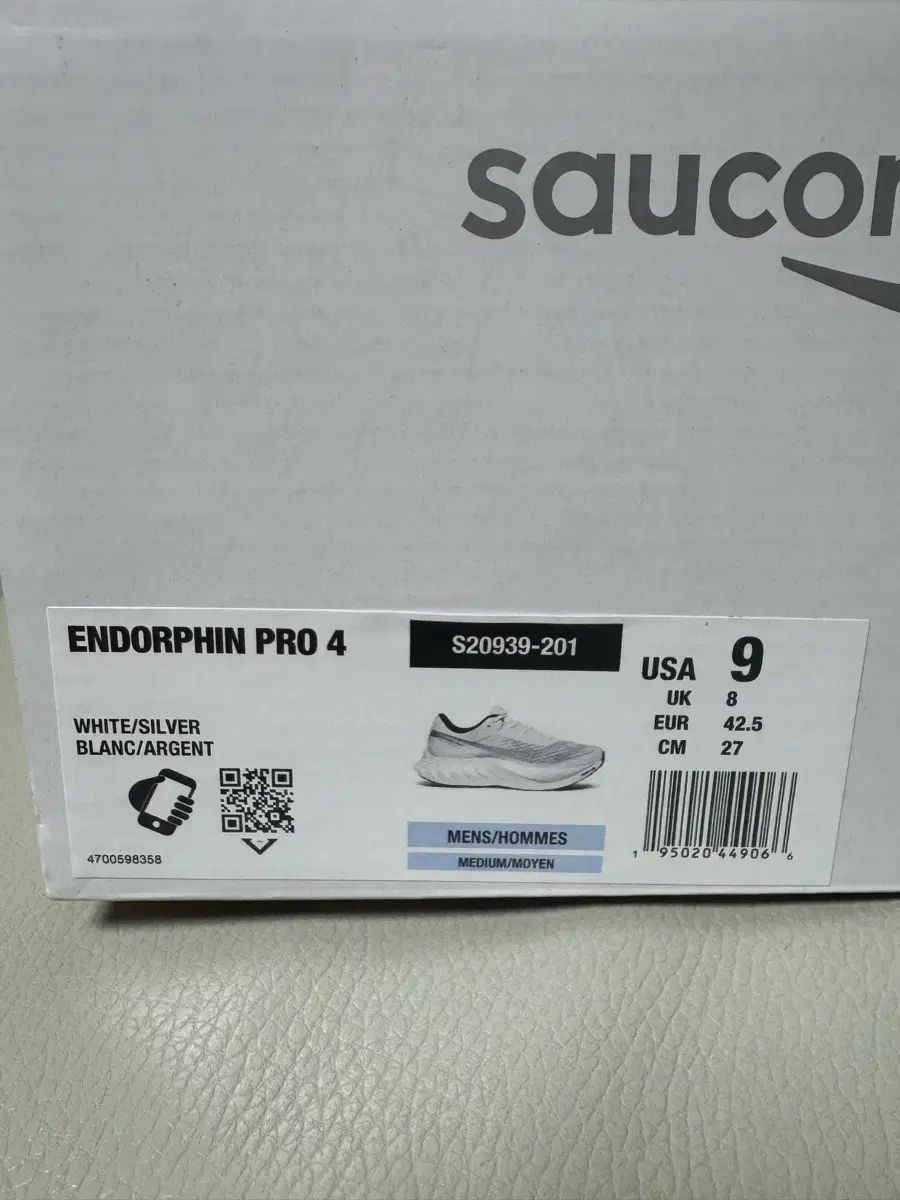 saucon
ENDORPHIN PRO 4
S20939-201
WHITE/SILVER
BLANC/ARGENT
4700598358
MENS/HOMMES
MEDIUM/MOYEN
USA 9
UK 8
EUR 42.5
CM 27
1 95020 44906 6